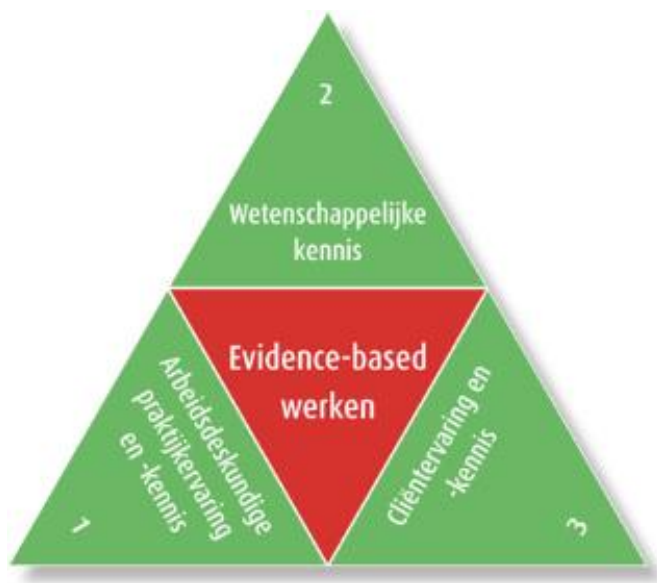 2
Wetenschappelijke
kennis
Evidence-based
werken
Arbeidsdeskundige
praktijkervaring
en -kennis
1
Cliëntervaring en
-kennis
3